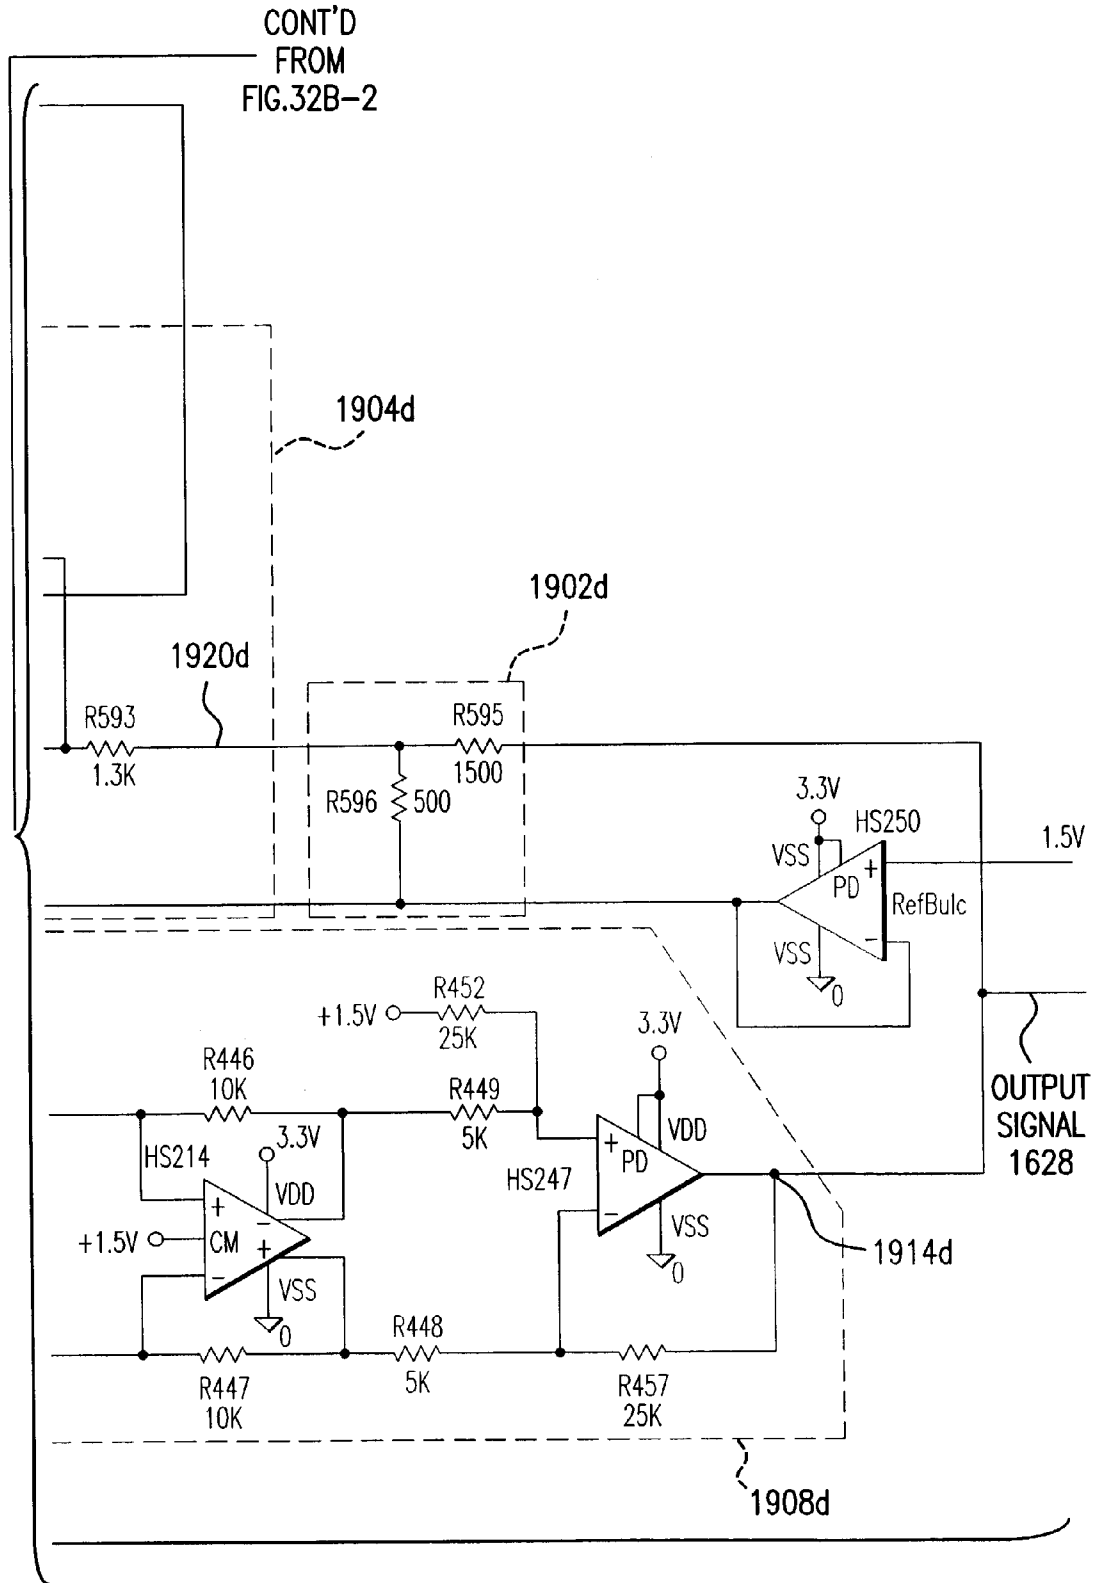 CONT'D
FROM
FIG.32B-2
1904d
1902d
1920d
R593
1.3K
R595
1500
R596
500
3.3V
HS250
1.5V
VSS
PD
+
RefBulc
VSS
-
0
+1.5V
R452
25K
3.3V
R446
10K
R449
5K
OUTPUT
SIGNAL
1628
HS214
3.3V
VDD
+
-
+1.5V
CM
+
-
VSS
0
HS247
+
PD
VDD
-
VSS
0
1914d
R448
5K
R447
10K
R457
25K
1908d